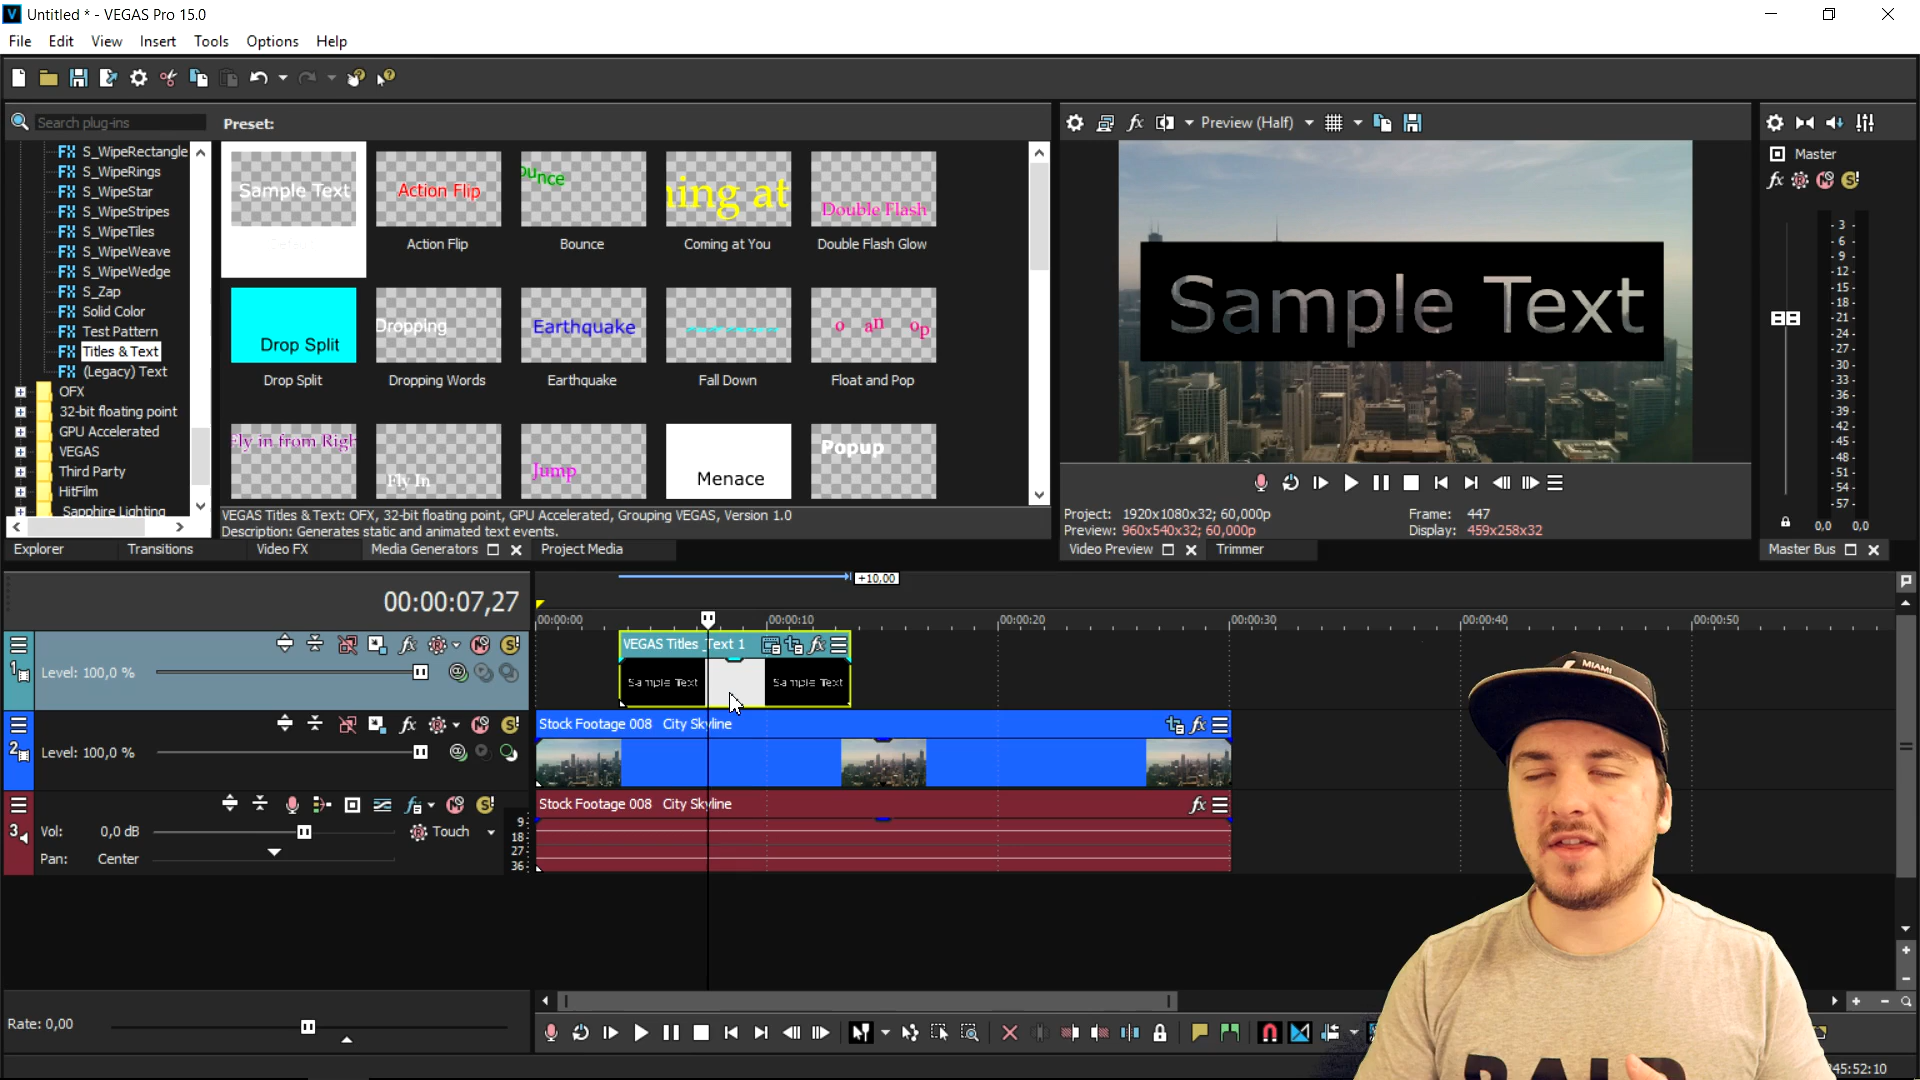 Untitled * - VEGAS Pro 15.0
File Edit View Insert Tools Options Help
Search plug-ins
Preset:
Preview (Half)
S_WipeRectangle
S_WipeRings
S_WipeStar
S_WipeStripes
S_WipeTiles
S_WipeWeave
S_WipeWedge
S_Zap
Solid Color
Test Pattern
Titles & Text
(Legacy) Text
OFX
32-bit floating point
GPU Accelerated
VEGAS
Third Party
HitFilm
Sapphire Lighting
Sample Text
Action Flip
ounce
ning at
Double Flash
Action Flip
Bounce
Coming at You
Double Flash Glow
Drop Split
Dropping
Earthquake
o an op
Drop Split
Dropping Words
Earthquake
Fall Down
Float and Pop
Fly in from Righ
Fly In
Jump
Menace
Popup
VEGAS Titles & Text: OFX, 32-bit floating point, GPU Accelerated, Grouping VEGAS, Version 1.0
Description: Generates static and animated text events.
Explorer Transitions Video FX Media Generators Project Media
Sample Text
Project: 1920x1080x32; 60,000p
Preview: 960x540x32; 60,000p
Frame: 447
Display: 459x258x32
Video Preview Trimmer
Master
- 3 -
- 6 -
- 9 -
-12-
-15-
-18-
-21-
-24-
-27-
-30-
-33-
-36-
-39-
-42-
-45-
-48-
-51-
-54-
-57-
0,0 0,0
Master Bus
00:00:07,27
+10,00
00:00:00 00:00:10 00:00:20 00:00:30 00:00:40 00:00:50
1
Level: 100,0 %
VEGAS Titles_Text 1
Sample Text Sample Text
2
Level: 100,0 %
Stock Footage 008 City Skyline
3
Vol: 0,0 dB
Touch
Pan: Center
9
18
27
36
Stock Footage 008 City Skyline
Rate: 0,00
MIAMI
45:52:10